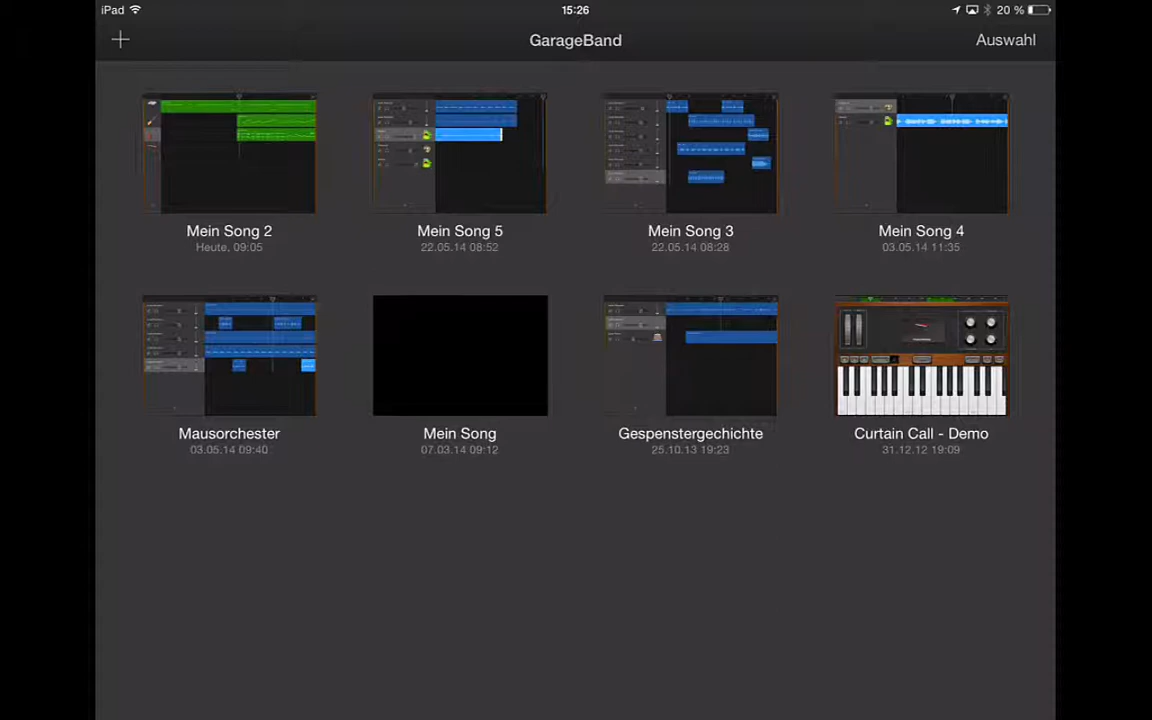 iPad 15:26 20 %
GarageBand Auswahl
Mein Song 2 Mein Song 5 Mein Song 3 Mein Song 4
Heute, 09:05 22.05.14 08:52 22.05.14 08:28 03.05.14 11:35
Mausorchester Mein Song Gespenstergechichte Curtain Call - Demo
03.05.14 09:40 07.03.14 09:12 25.10.13 19:23 31.12.12 19:09